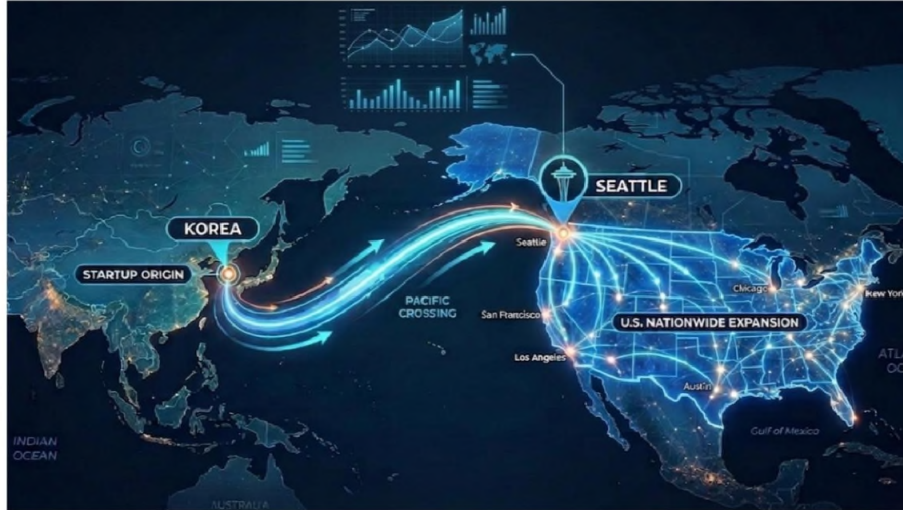 SEATTLE
KOREA
Seattle
STARTUP ORIGIN
Chicago
New York
PACIFIC
CROSSING
San Francisco
U.S. NATIONWIDE EXPANSION
Los Angeles
Austin
Gulf of Mexico
INDIAN
OCEAN
AUSTRALIA